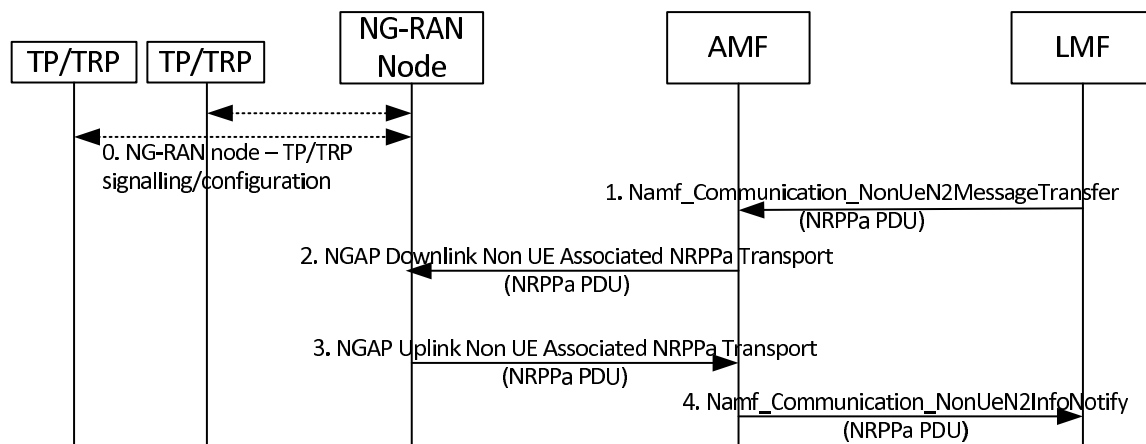 TP/TRP
TP/TRP
NG-RAN
Node
AMF
LMF
0. NG-RAN node – TP/TRP
signalling/configuration
1. Namf_Communication_NonUeN2MessageTransfer
(NRPPa PDU)
2. NGAP Downlink Non UE Associated NRPPa Transport
(NRPPa PDU)
3. NGAP Uplink Non UE Associated NRPPa Transport
(NRPPa PDU)
4. Namf_Communication_NonUeN2InfoNotify
(NRPPa PDU)